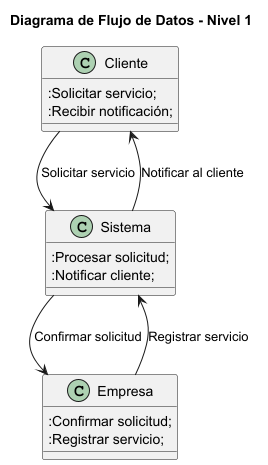 Diagrama de Flujo de Datos - Nivel 1
C Cliente
:Solicitar servicio;
:Recibir notificación;
Solicitar servicio
Notificar al cliente
C Sistema
:Procesar solicitud;
:Notificar cliente;
Confirmar solicitud
Registrar servicio
C Empresa
:Confirmar solicitud;
:Registrar servicio;